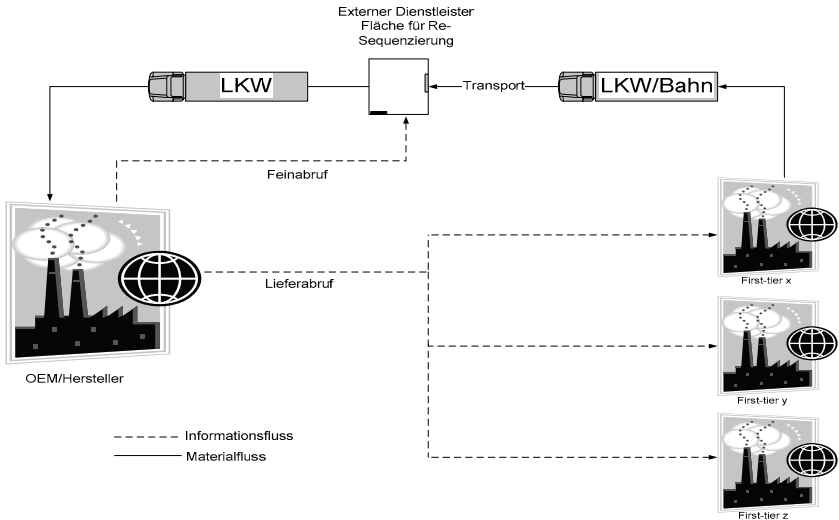 Externer Dienstleister
Fläche für Re-
Sequenzierung
LKW
Transport
LKW/Bahn
Feinabruf
Lieferabruf
First-tier x
OEM/Hersteller
First-tier y
Informationsfluss
Materialfluss
First-tier z